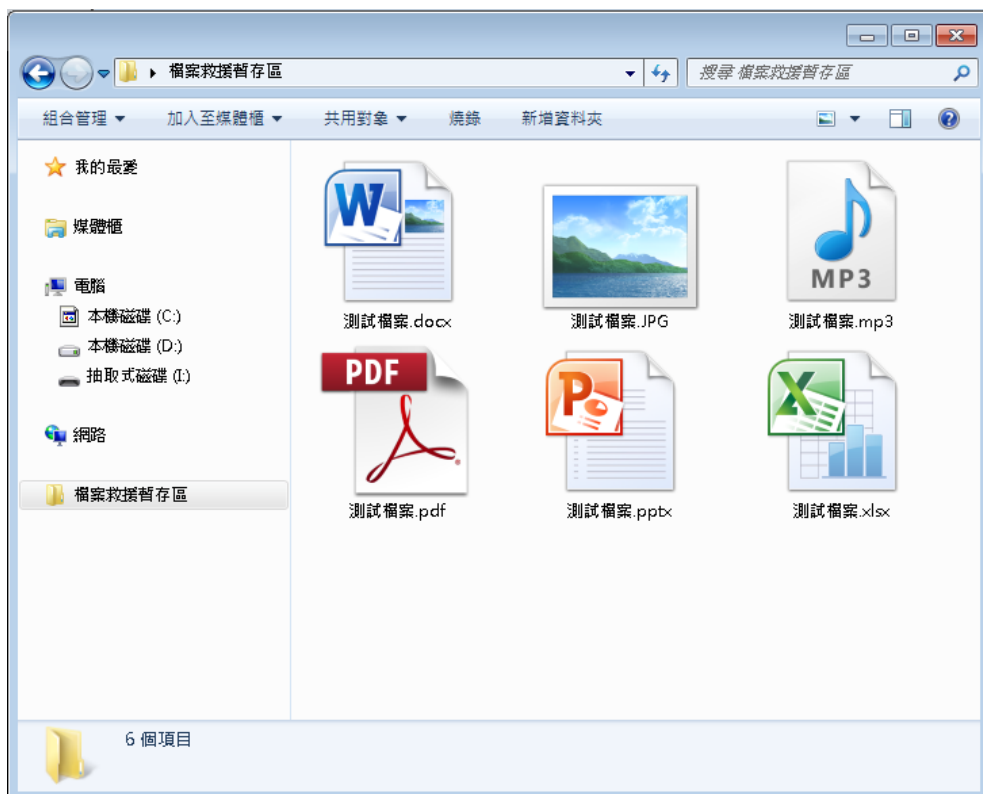 檔案救援暫存區
搜尋 檔案救援暫存區
組合管理 加入至媒體櫃 共用對象 燒錄 新增資料夾
我的最愛
媒體櫃
電腦
本機磁碟 (C:)
本機磁碟 (D:)
抽取式磁碟 (I:)
網路
檔案救援暫存區
W
測試檔案.docx
測試檔案.JPG
MP3
測試檔案.mp3
PDF
測試檔案.pdf
P
測試檔案.pptx
X
測試檔案.xlsx
6 個項目